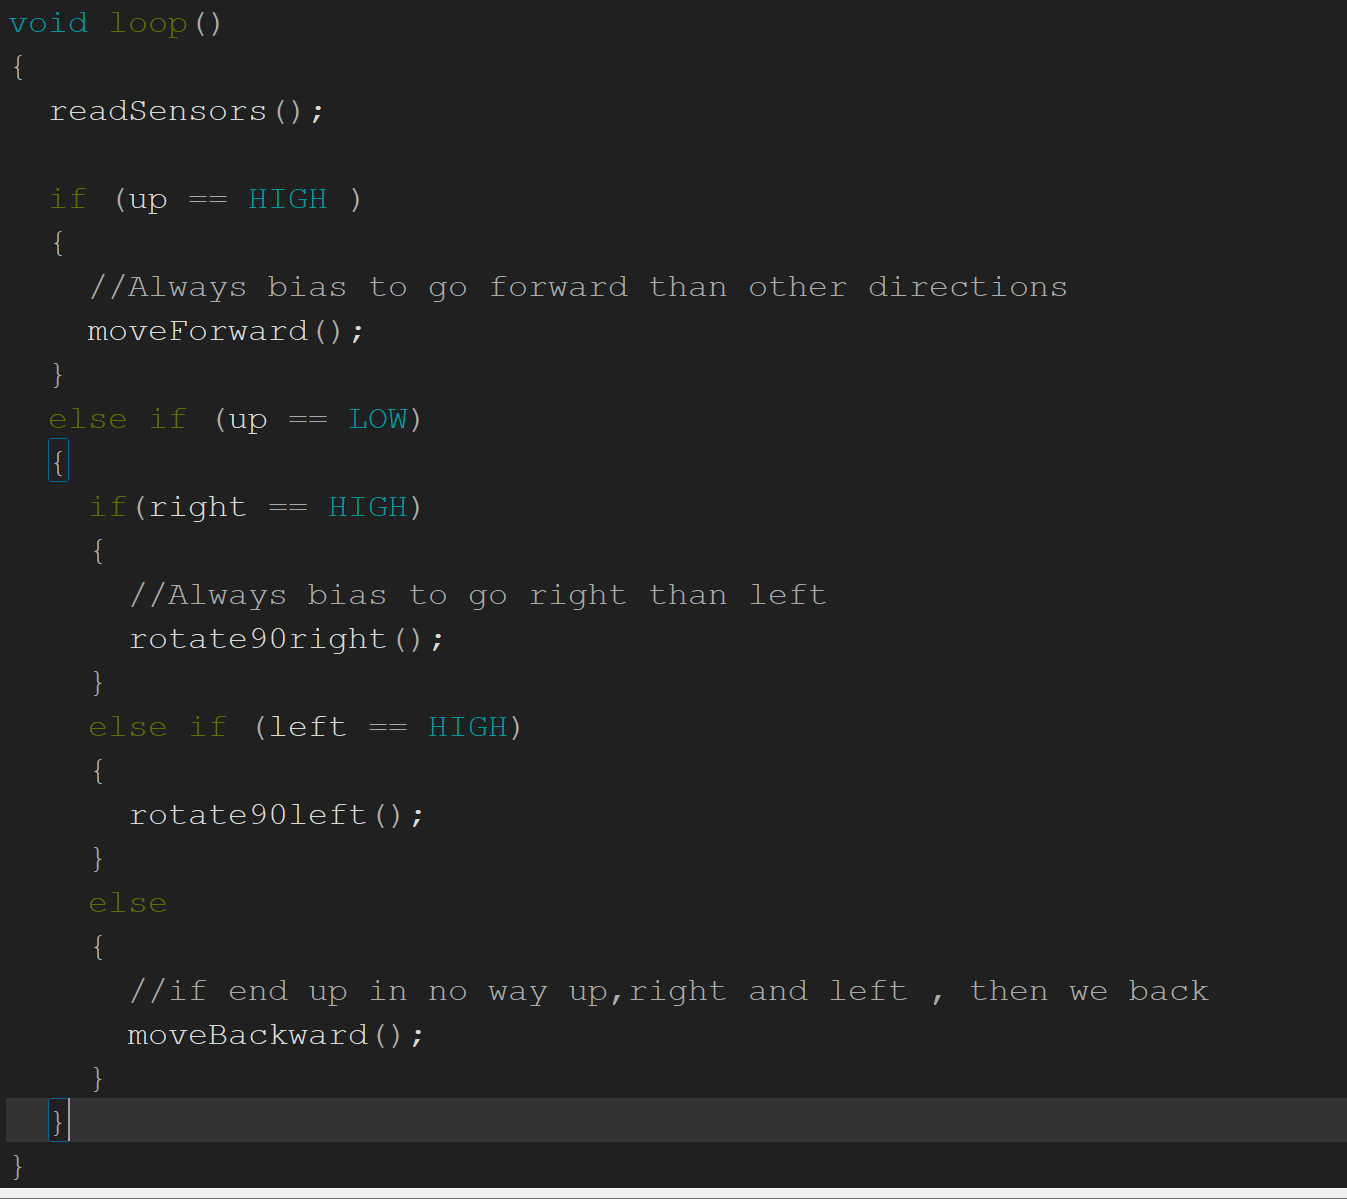 void loop()
{
  readSensors();

  if (up == HIGH )
  {
    //Always bias to go forward than other directions
    moveForward();
  }
  else if (up == LOW)
  {
    if(right == HIGH)
    {
      //Always bias to go right than left
      rotate90right();
    }
    else if (left == HIGH)
    {
      rotate90left();
    }
    else
    {
      //if end up in no way up,right and left , then we back
      moveBackward();
    }
  }
}